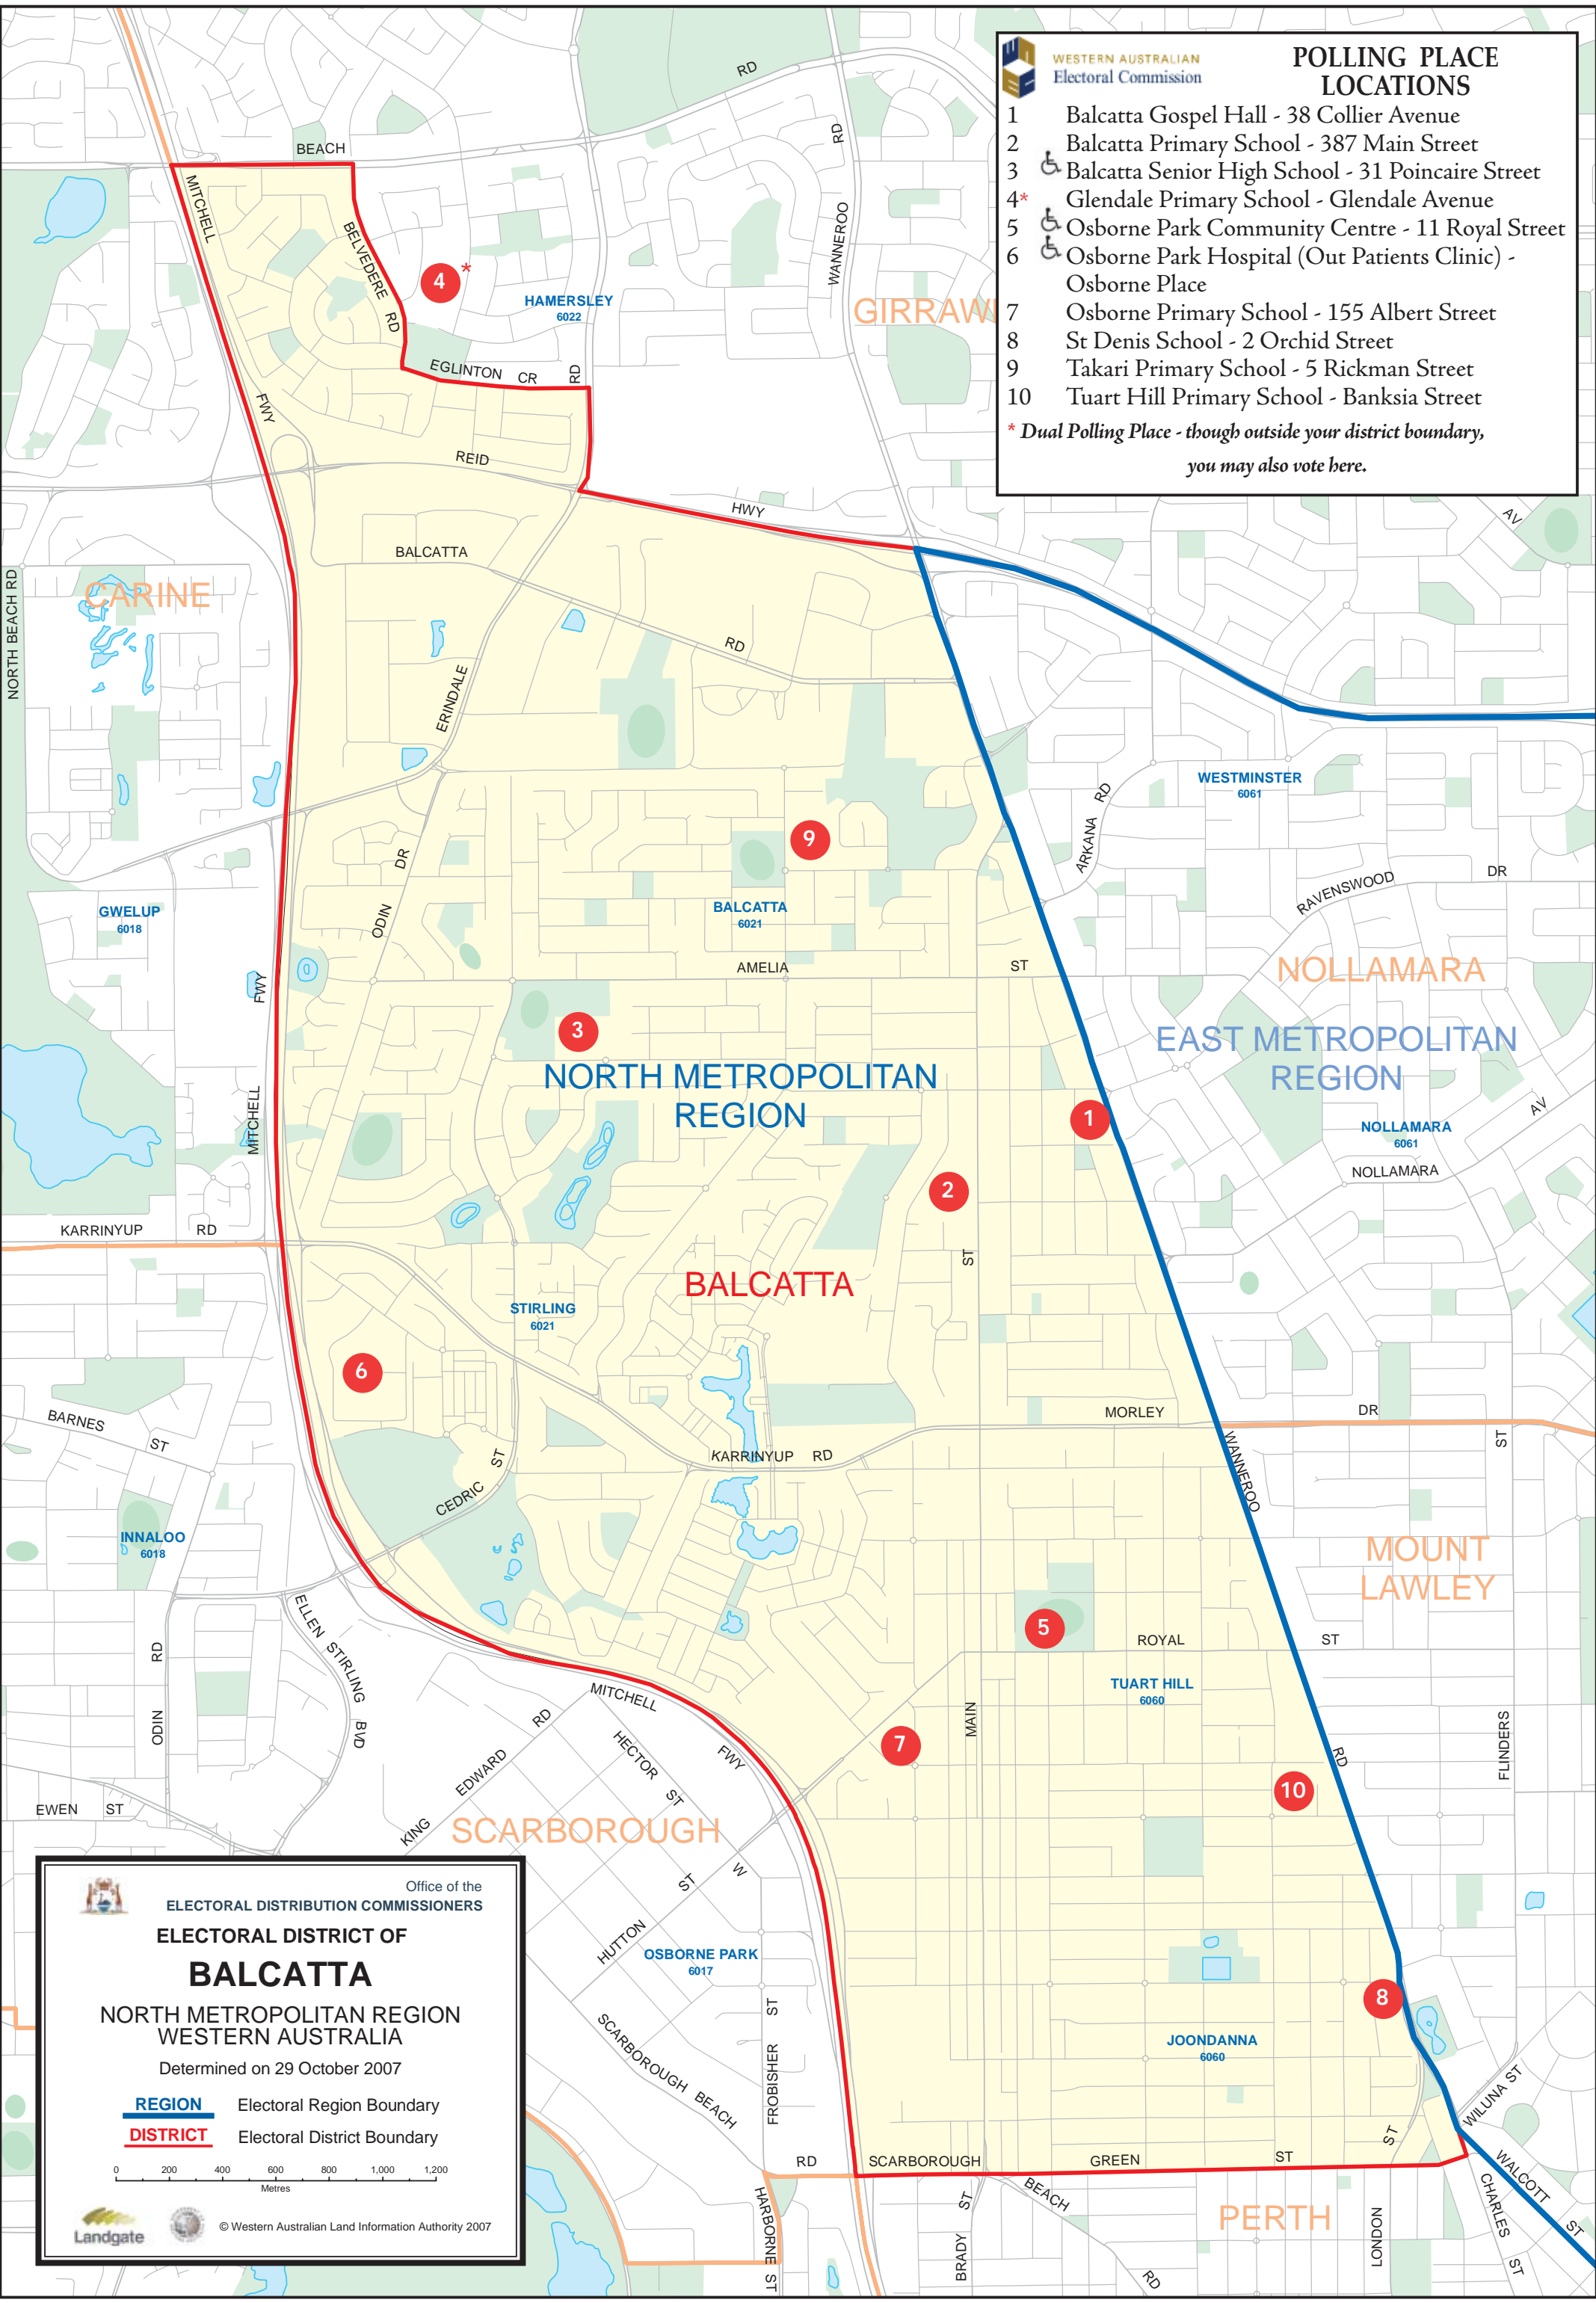 WESTERN AUSTRALIAN
Electoral Commission
POLLING PLACE
LOCATIONS
1 Balcatta Gospel Hall - 38 Collier Avenue
2 Balcatta Primary School - 387 Main Street
3 Balcatta Senior High School - 31 Poincaire Street
4* Glendale Primary School - Glendale Avenue
5 Osborne Park Community Centre - 11 Royal Street
6 Osborne Park Hospital (Out Patients Clinic) -
Osborne Place
7 Osborne Primary School - 155 Albert Street
8 St Denis School - 2 Orchid Street
9 Takari Primary School - 5 Rickman Street
10 Tuart Hill Primary School - Banksia Street
* Dual Polling Place - though outside your district boundary,
you may also vote here.
RD
RD
BEACH
MITCHELL
BELVEDERE RD
WANNEROO
4 *
HAMERSLEY
6022
GIRRAW
EGLINTON CR
RD
FWY
REID
HWY
AV
BALCATTA
RD
CARINE
NORTH BEACH RD
ERINDALE
WESTMINSTER
6061
ARKANA RD
9
ODIN DR
RAVENSWOOD DR
BALCATTA
6021
GWELUP
6018
AMELIA ST
NOLLAMARA
FWY
3
EAST METROPOLITAN
REGION
NORTH METROPOLITAN
REGION
MITCHELL
1
NOLLAMARA
6061
AV
NOLLAMARA
2
KARRINYUP RD
ST
BALCATTA
STIRLING
6021
6
BARNES ST
MORLEY DR
ST
KARRINYUP RD
WANNEROO
CEDRIC ST
INNALOO
6018
MOUNT
LAWLEY
ELLEN STIRLING BVD
5
ROYAL ST
TUART HILL
6060
ODIN RD
MITCHELL
FWY
KING EDWARD RD
HECTOR ST W
MAIN
7
RD
FLINDERS
10
EWEN ST
SCARBOROUGH
HUTTON ST
OSBORNE PARK
6017
8
JOONDANNA
6060
FROBISHER ST
SCARBOROUGH BEACH
RD
SCARBOROUGH
GREEN ST
ST
WILUNA ST
WALCOTT ST
CHARLES ST
BEACH
RD
HARBORNE ST
BRADY ST
PERTH
LONDON
Office of the
ELECTORAL DISTRIBUTION COMMISSIONERS
ELECTORAL DISTRICT OF
BALCATTA
NORTH METROPOLITAN REGION
WESTERN AUSTRALIA
Determined on 29 October 2007
REGION Electoral Region Boundary
DISTRICT Electoral District Boundary
0 200 400 600 800 1,000 1,200
Metres
Landgate
© Western Australian Land Information Authority 2007